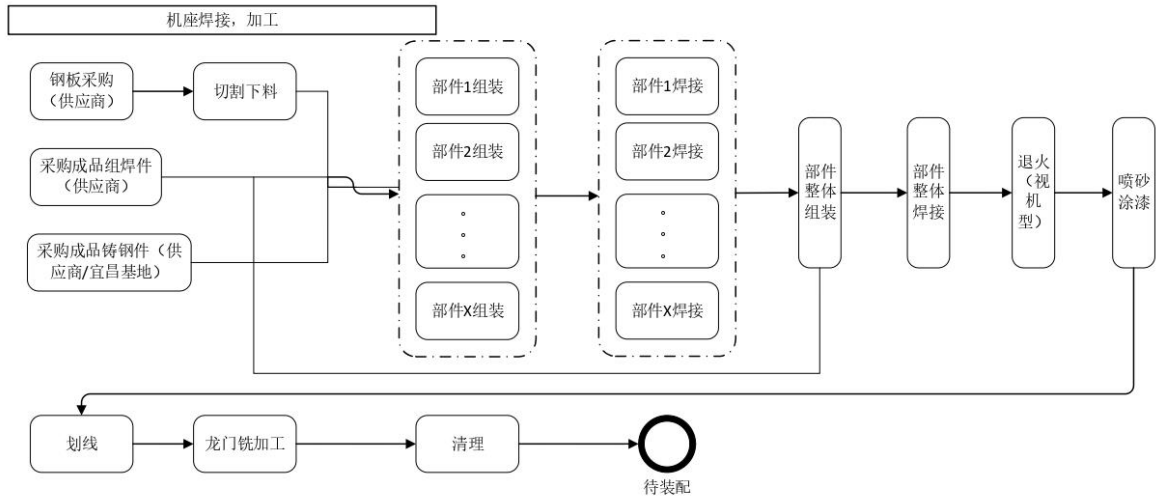 机座焊接，加工
钢板采购
（供应商）
切割下料
采购成品组焊件
（供应商）
采购成品铸钢件（供
应商/宜昌基地）
部件1组装
部件2组装
。
。
。
部件X组装
部件1焊接
部件2焊接
。
。
。
部件X焊接
部件
整体
组装
部件
整体
焊接
退火
（视
机
型）
喷砂
涂漆
划线
龙门铣加工
清理
待装配